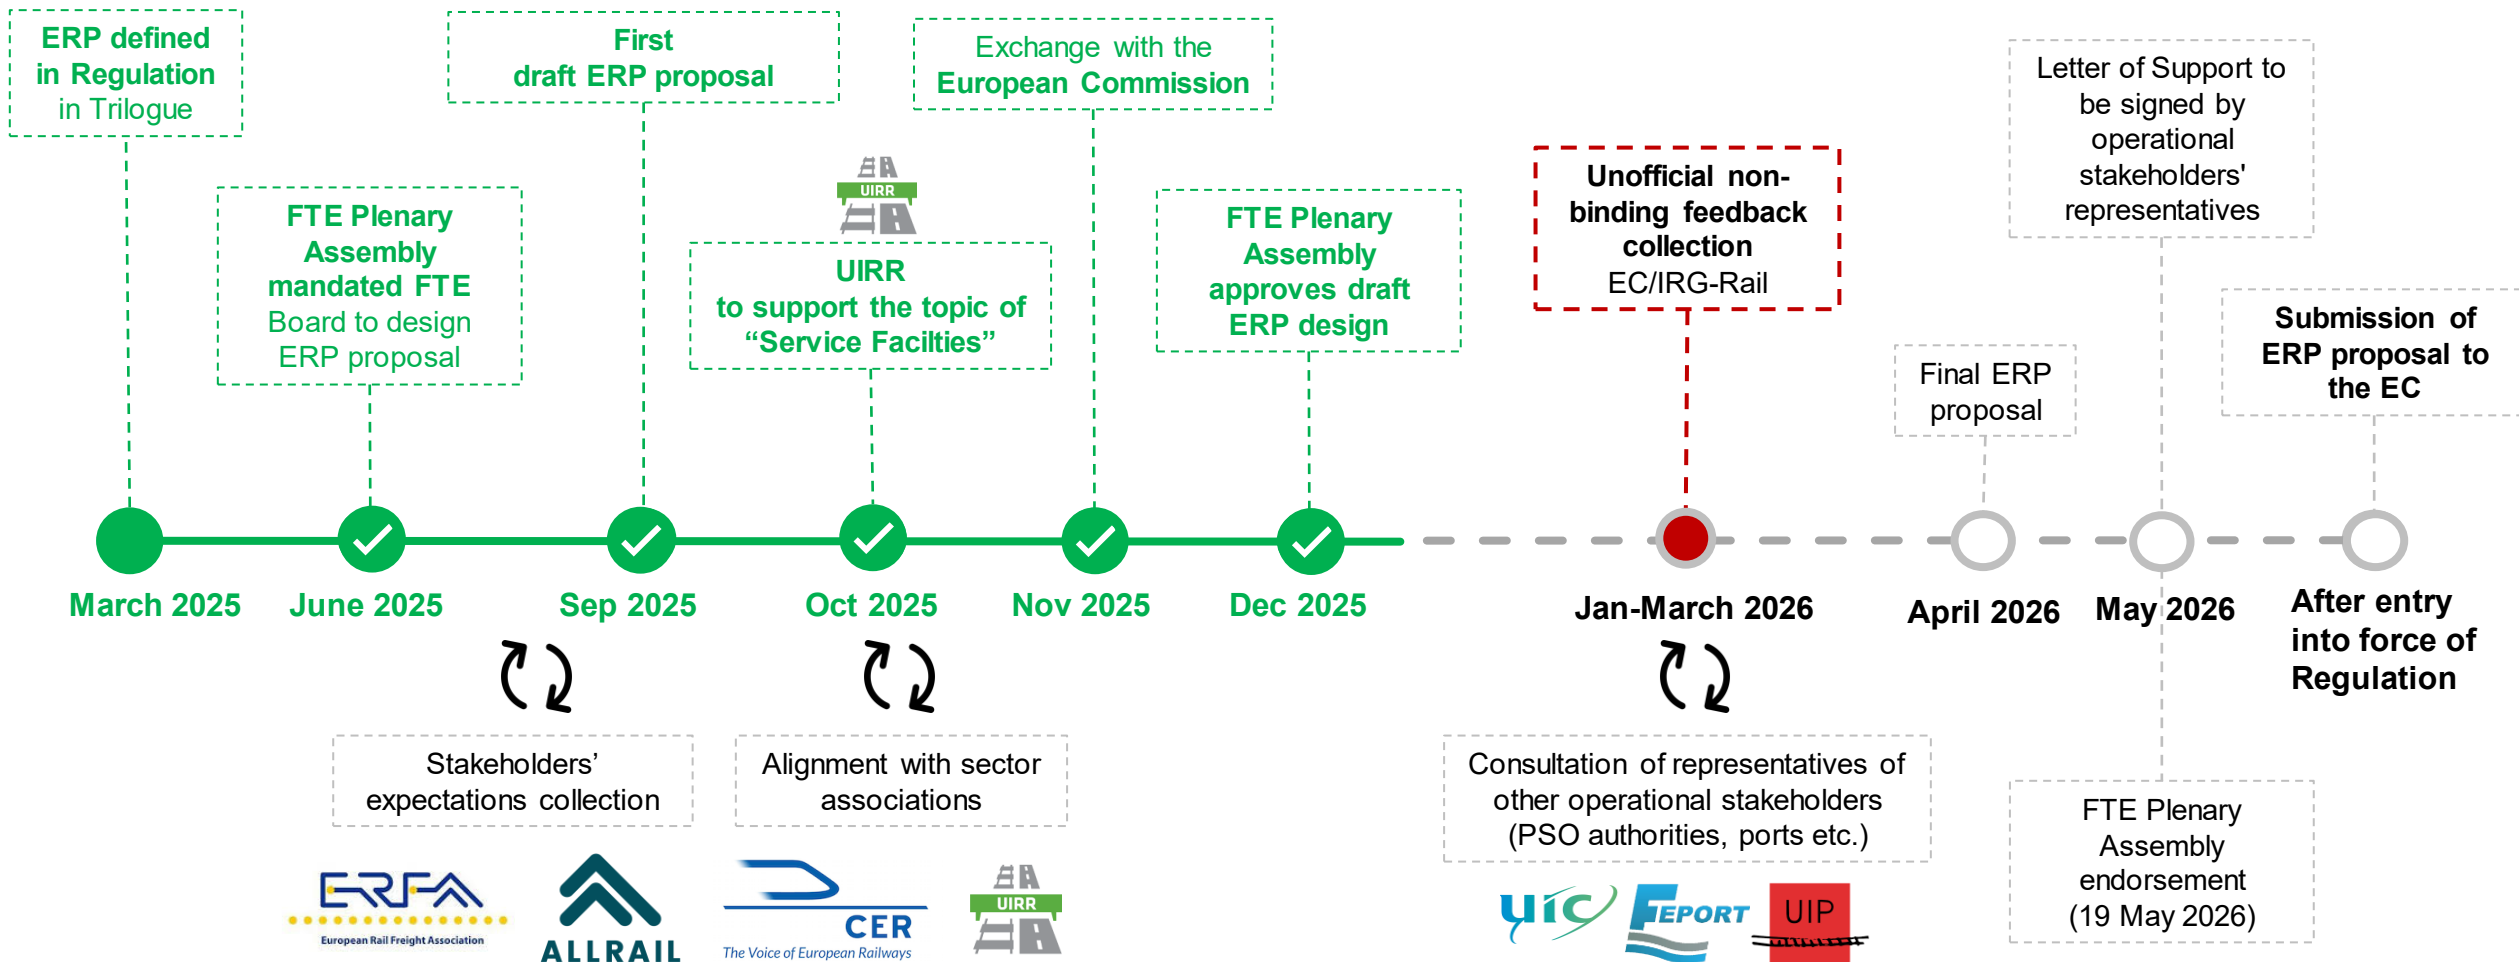 ERP defined
in Regulation
in Trilogue
First
draft ERP proposal
Exchange with the
European Commission
Letter of Support to
be signed by
operational
stakeholders'
representatives
FTE Plenary
Assembly
mandated FTE
Board to design
ERP proposal
UIRR
UIRR
to support the topic of
“Service Facilties”
FTE Plenary
Assembly
approves draft
ERP design
Unofficial non-
binding feedback
collection
EC/IRG-Rail
Final ERP
proposal
Submission of
ERP proposal to
the EC
March 2025
June 2025
Sep 2025
Oct 2025
Nov 2025
Dec 2025
Jan-March 2026
April 2026
May 2026
After entry
into force of
Regulation
Stakeholders’
expectations collection
Alignment with sector
associations
Consultation of representatives of
other operational stakeholders
(PSO authorities, ports etc.)
FTE Plenary
Assembly
endorsement
(19 May 2026)
ERFA
European Rail Freight Association
ALLRAIL
CER
The Voice of European Railways
UIRR
uic
FEPORT
UIP